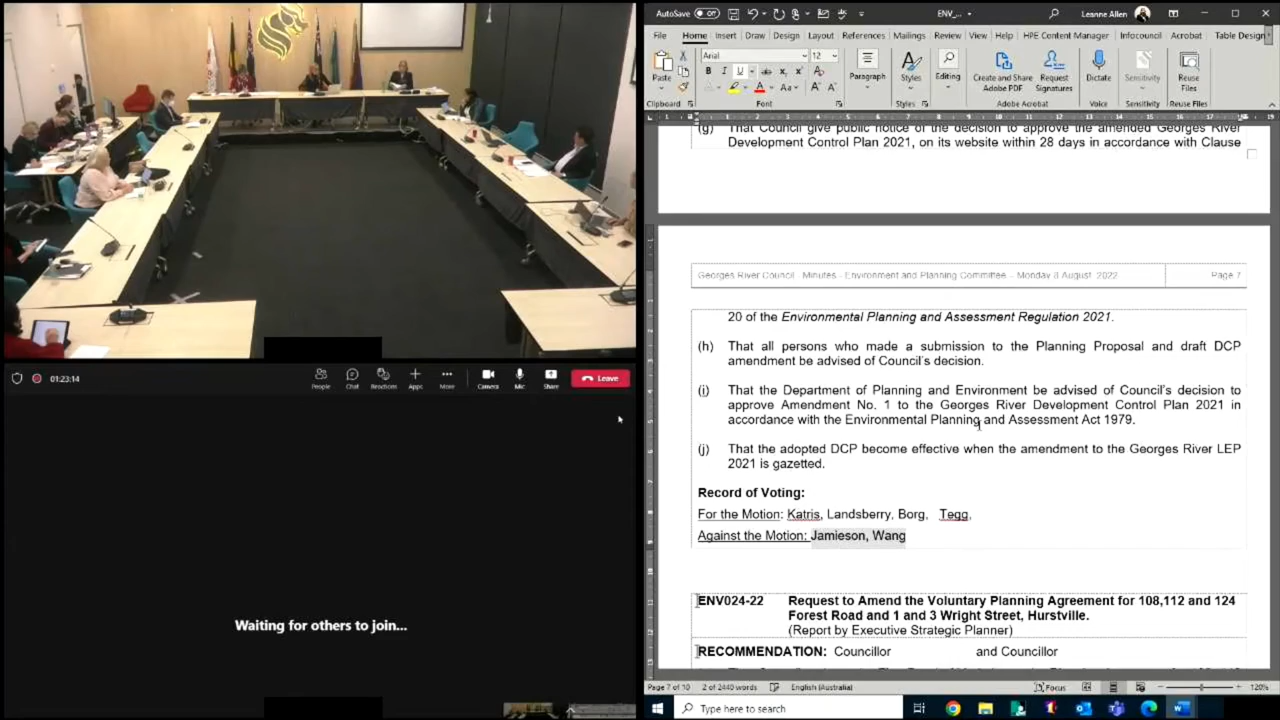 AutoSave Off
ENV_...
Leanne Allen
File Home Insert Draw Design Layout References Mailings Review View Help HPE Content Manager Infocouncil Acrobat Table Design
Arial 12
Paste
Paragraph Styles Editing
Create and Share Adobe PDF
Request Signatures
Dictate
Sensitivity
Reuse Files
Clipboard Font Styles Adobe Acrobat Voice Sensitivity Reuse Files
(g) That Council give public notice of the decision to approve the amended Georges River
Development Control Plan 2021, on its website within 28 days in accordance with Clause
Georges River Council Minutes - Environment and Planning Committee - Monday 8 August 2022 Page 7
20 of the Environmental Planning and Assessment Regulation 2021.
(h) That all persons who made a submission to the Planning Proposal and draft DCP
amendment be advised of Council's decision.
(i) That the Department of Planning and Environment be advised of Council's decision to
approve Amendment No. 1 to the Georges River Development Control Plan 2021 in
accordance with the Environmental Planning and Assessment Act 1979.
(j) That the adopted DCP become effective when the amendment to the Georges River LEP
2021 is gazetted.
Record of Voting:
For the Motion: Katris, Landsberry, Borg, Tegg,
Against the Motion: Jamieson, Wang
ENV024-22 Request to Amend the Voluntary Planning Agreement for 108,112 and 124
Forest Road and 1 and 3 Wright Street, Hurstville.
(Report by Executive Strategic Planner)
RECOMMENDATION: Councillor and Councillor
Page 7 of 10 2 of 2440 words English (Australia) Focus 120%
Type here to search
01:23:14
People Chat Reactions Apps More Camera Mic Share Leave
Waiting for others to join...